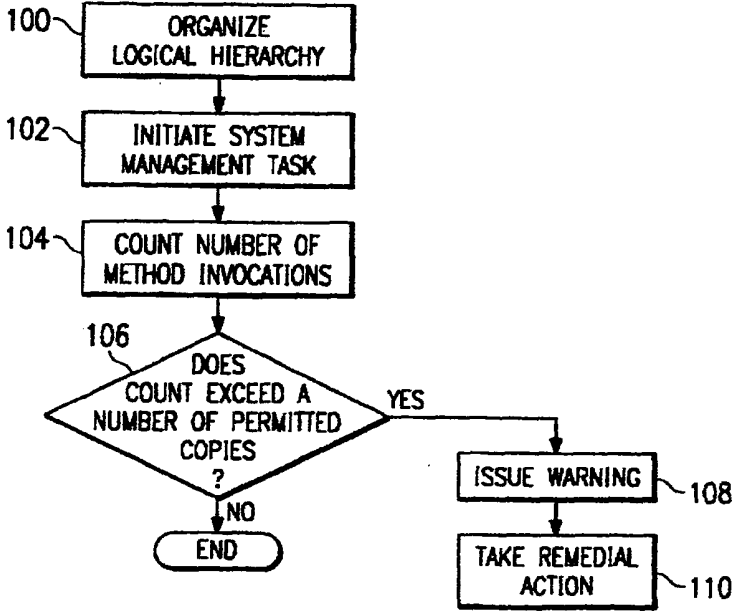 100
ORGANIZE
LOGICAL HIERARCHY
102
INITIATE SYSTEM
MANAGEMENT TASK
104
COUNT NUMBER OF
METHOD INVOCATIONS
106
DOES
COUNT EXCEED A
NUMBER OF PERMITTED
COPIES
?
YES
NO
END
ISSUE WARNING
108
TAKE REMEDIAL
ACTION
110